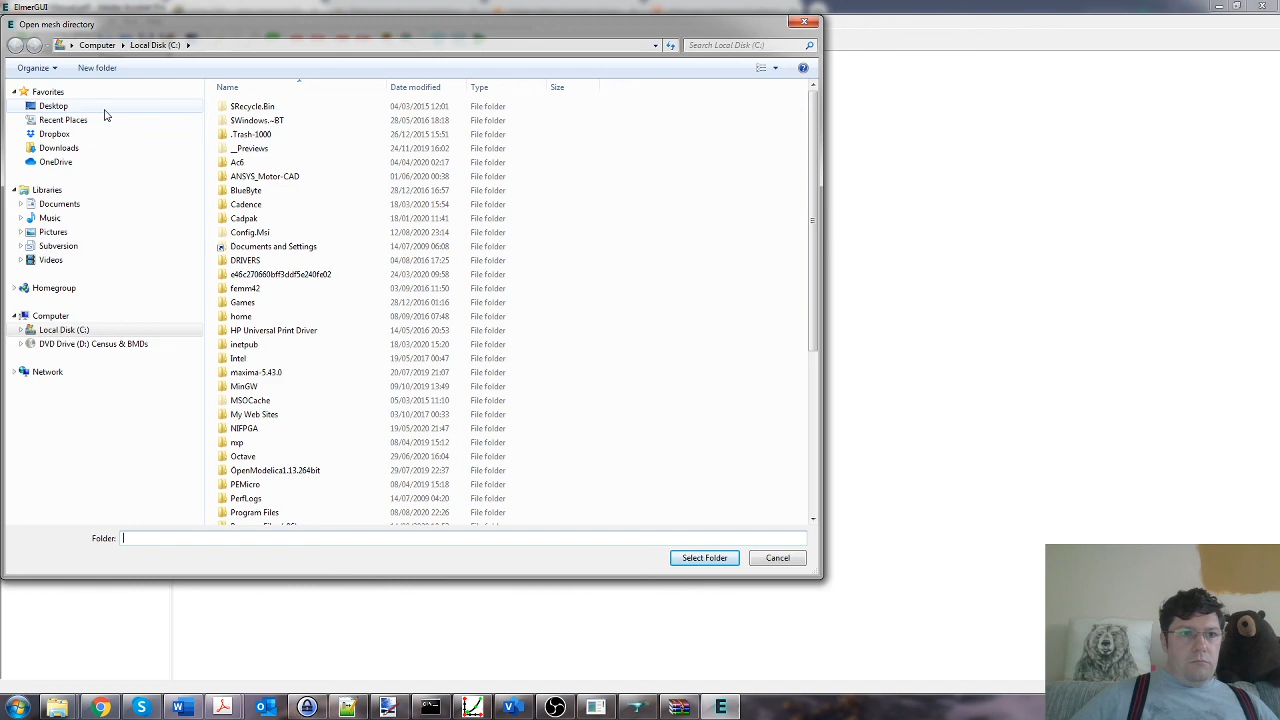 ElmerGUI
Open mesh directory
Computer Local Disk (C:)
Search Local Disk (C:)
Organize New folder
Name Date modified Type Size
Favorites
Desktop
Recent Places
Dropbox
Downloads
OneDrive
Libraries
Documents
Music
Pictures
Subversion
Videos
Homegroup
Computer
Local Disk (C:)
DVD Drive (D:) Census & BMDs
Network
$Recycle.Bin 04/03/2015 12:01 File folder
$Windows.~BT 28/05/2016 18:18 File folder
.Trash-1000 26/12/2015 15:51 File folder
__Previews 24/11/2019 16:02 File folder
Ac6 04/04/2020 02:17 File folder
ANSYS_Motor-CAD 01/06/2020 00:38 File folder
BlueByte 28/12/2016 16:57 File folder
Cadence 18/03/2020 15:54 File folder
Cadpak 18/01/2020 11:41 File folder
Config.Msi 12/08/2020 23:14 File folder
Documents and Settings 14/07/2009 06:08 File folder
DRIVERS 04/08/2016 17:25 File folder
e46c270660bff3ddf5e240fe02 24/03/2020 09:58 File folder
femm42 03/09/2016 11:50 File folder
Games 28/12/2016 01:16 File folder
home 08/09/2016 07:48 File folder
HP Universal Print Driver 14/05/2016 20:53 File folder
inetpub 18/03/2020 15:20 File folder
Intel 19/05/2017 00:47 File folder
maxima-5.43.0 20/07/2019 21:07 File folder
MinGW 09/10/2019 13:49 File folder
MSOCache 05/03/2015 11:10 File folder
My Web Sites 03/10/2017 00:33 File folder
NIFPGA 19/05/2020 21:47 File folder
nxp 08/04/2019 15:12 File folder
Octave 29/06/2020 16:04 File folder
OpenModelica1.13.264bit 29/07/2019 22:37 File folder
PEMicro 08/04/2019 15:18 File folder
PerfLogs 14/07/2009 04:20 File folder
Program Files 08/08/2020 22:26 File folder
Folder:
Select Folder Cancel